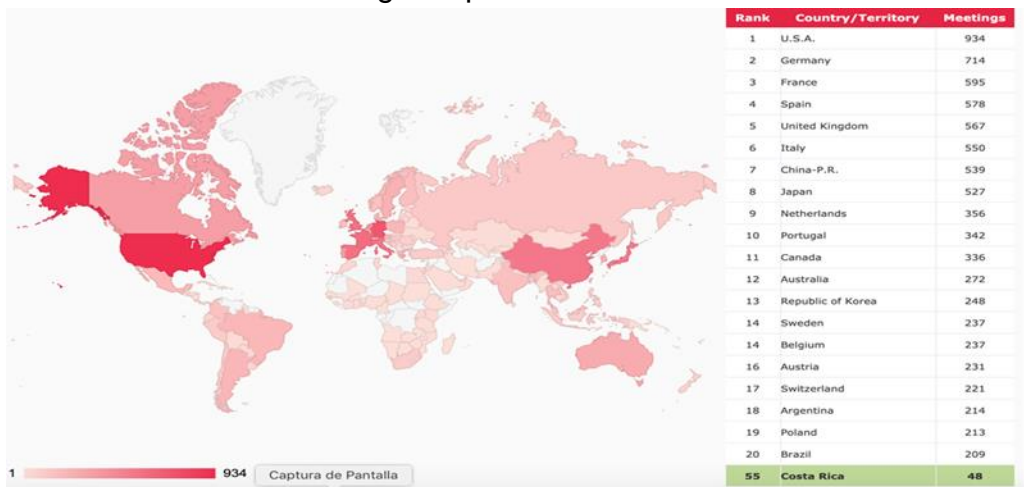 Rank Country/Territory Meetings
1 U.S.A. 934
2 Germany 714
3 France 595
4 Spain 578
5 United Kingdom 567
6 Italy 550
7 China-P.R. 539
8 Japan 527
9 Netherlands 356
10 Portugal 342
11 Canada 336
12 Australia 272
13 Republic of Korea 248
14 Sweden 237
14 Belgium 237
16 Austria 231
17 Switzerland 221
18 Argentina 214
19 Poland 213
20 Brazil 209
55 Costa Rica 48
1 934 Captura de Pantalla